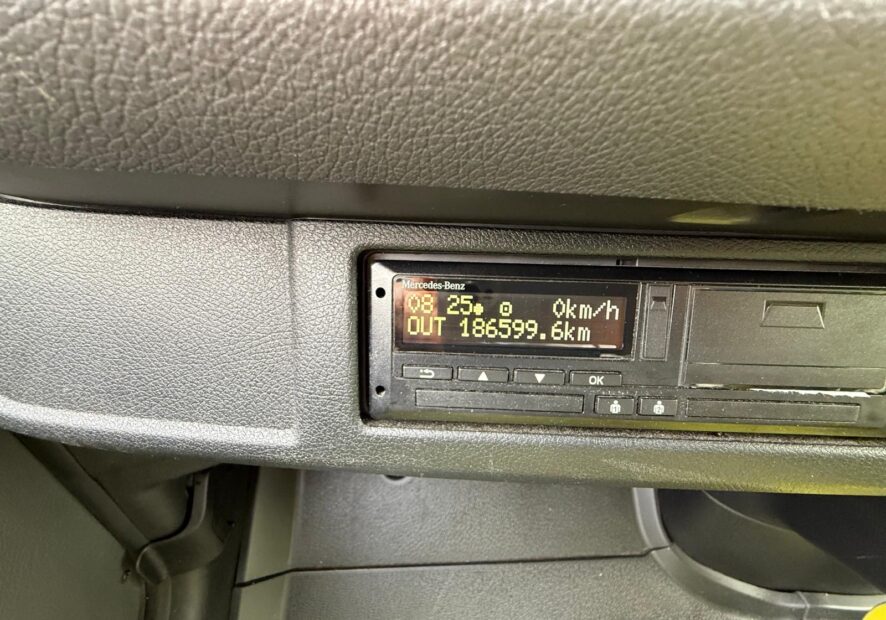 Mercedes-Benz
08 25 0km/h
OUT 186599.6km
OK